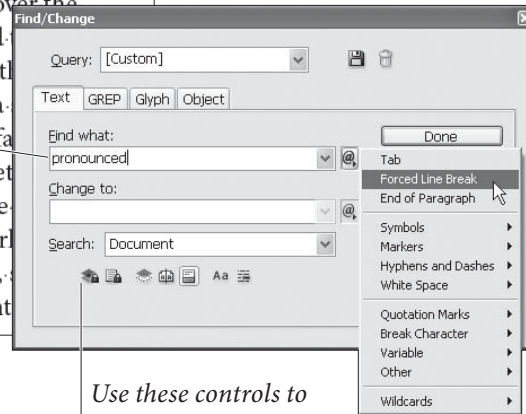 over the
Find/Change
Query: [Custom]
Text GREP Glyph Object
Find what:
Done
pronounced
@
Tab
Forced Line Break
Change to:
End of Paragraph
@
Symbols
Search: Document
Markers
Hyphens and Dashes
Aa
White Space
Quotation Marks
Break Character
Variable
Use these controls to
Other
Wildcards